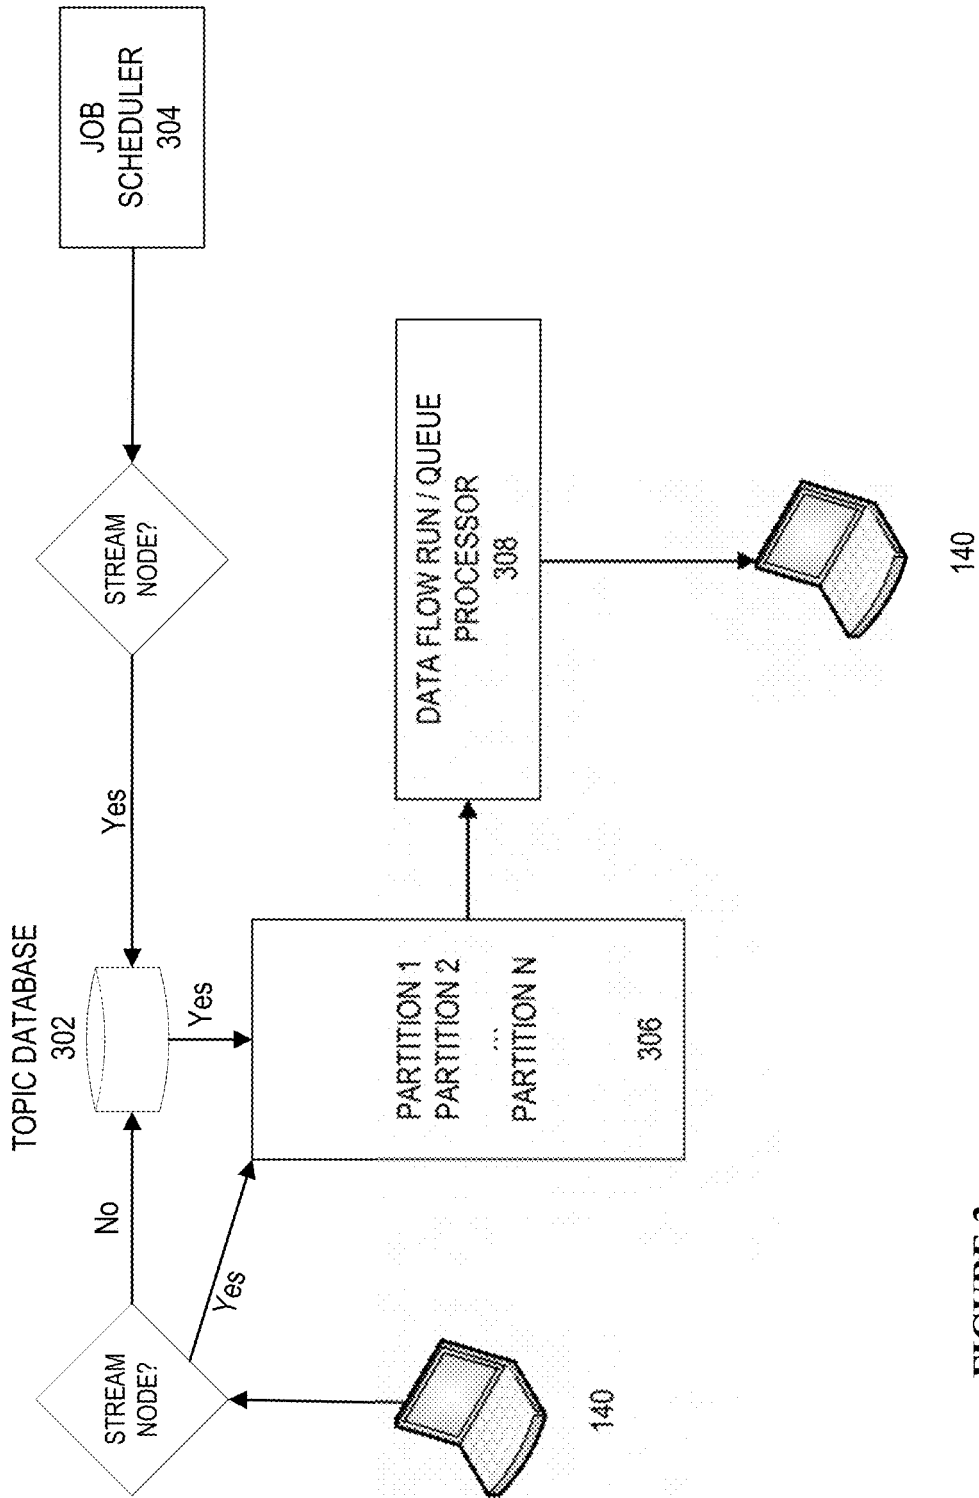 TOPIC DATABASE
302
STREAM
NODE?
No
Yes
STREAM
NODE?
JOB
SCHEDULER
304
Yes
Yes
PARTITION 1
PARTITION 2
...
PARTITION N
306
DATA FLOW RUN / QUEUE
PROCESSOR
308
140
140
FIGURE